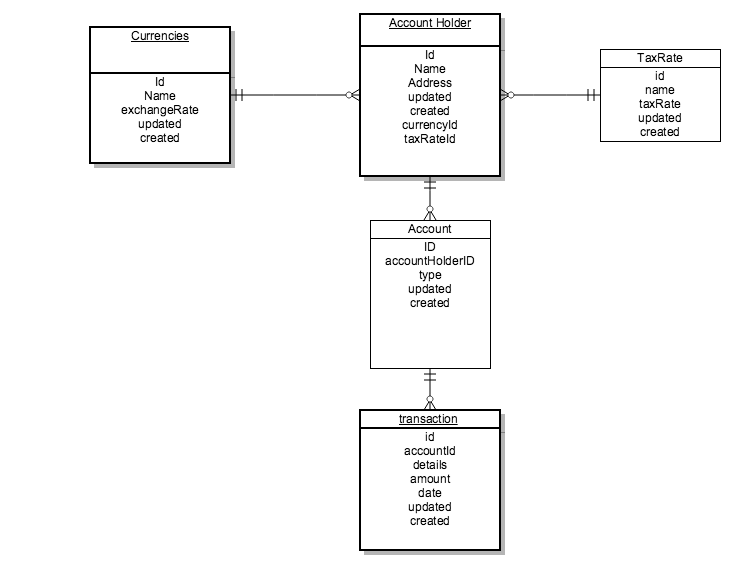 Currencies
Id
Name
exchangeRate
updated
created
Account Holder
Id
Name
Address
updated
created
currencyId
taxRateId
TaxRate
id
name
taxRate
updated
created
Account
ID
accountHolderID
type
updated
created
transaction
id
accountId
details
amount
date
updated
created